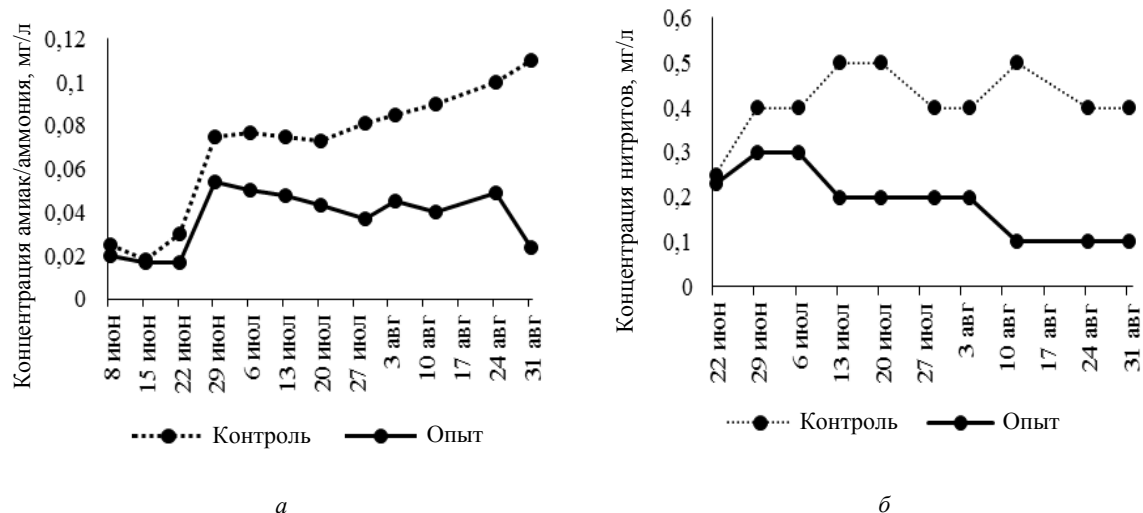 Концентрация амиак/аммония, мг/л
0,12
0,1
0,08
0,06
0,04
0,02
0
8 июн
15 июн
22 июн
29 июн
6 июл
13 июл
20 июл
27 июл
3 авг
10 авг
17 авг
24 авг
31 авг
Контроль
Опыт
а
Концентрация нитритов, мг/л
0,6
0,5
0,4
0,3
0,2
0,1
0
22 июн
29 июн
6 июл
13 июл
20 июл
27 июл
3 авг
10 авг
17 авг
24 авг
31 авг
Контроль
Опыт
б